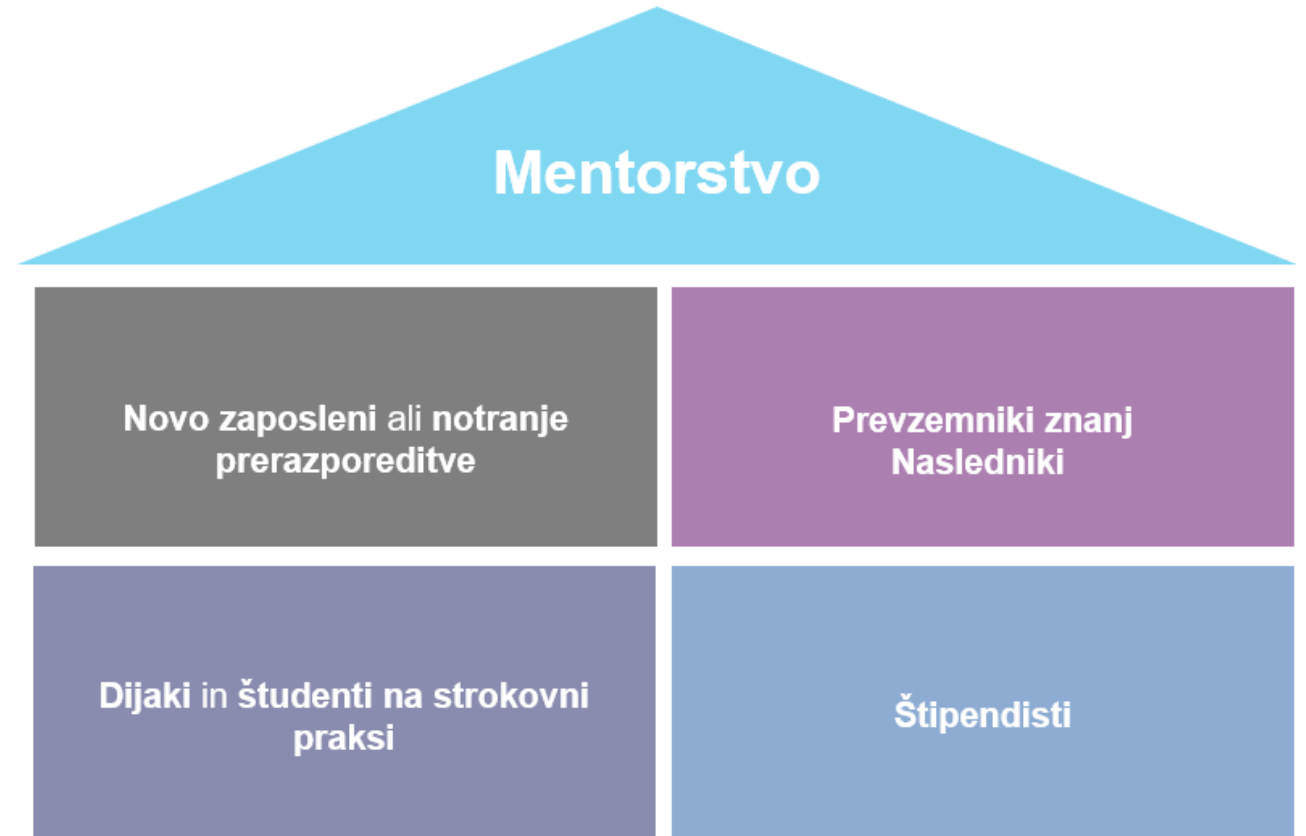 Mentorstvo
Novo zaposleni ali notranje
prerazporeditve
Prevzemniki znanj
Nasledniki
Dijaki in študenti na strokovni
praksi
Štipendisti